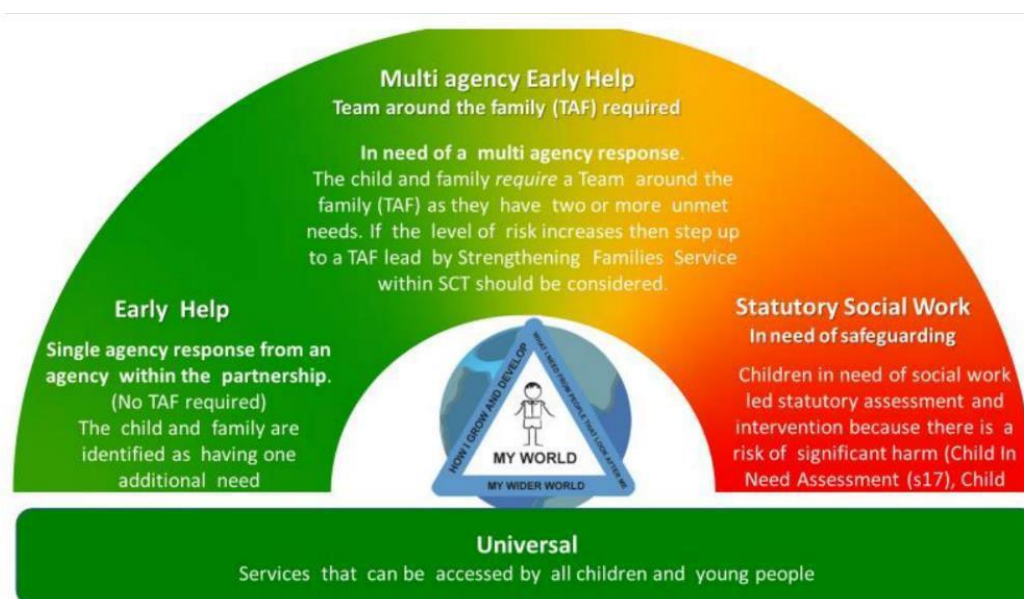 Multi agency Early Help
Team around the family (TAF) required
In need of a multi agency response.
The child and family require a Team around the
family (TAF) as they have two or more unmet
needs. If the level of risk increases then step up
to a TAF lead by Strengthening Families Service
within SCT should be considered.
Early Help
Single agency response from an
agency within the partnership.
(No TAF required)
The child and family are
identified as having one
additional need
Statutory Social Work
In need of safeguarding
Children in need of social work
led statutory assessment and
intervention because there is a
risk of significant harm (Child In
Need Assessment (s17), Child
HOW I GROW AND DEVELOP
WHAT I NEED FROM PEOPLE THAT LOOK AFTER ME
MY WORLD
MY WIDER WORLD
Universal
Services that can be accessed by all children and young people